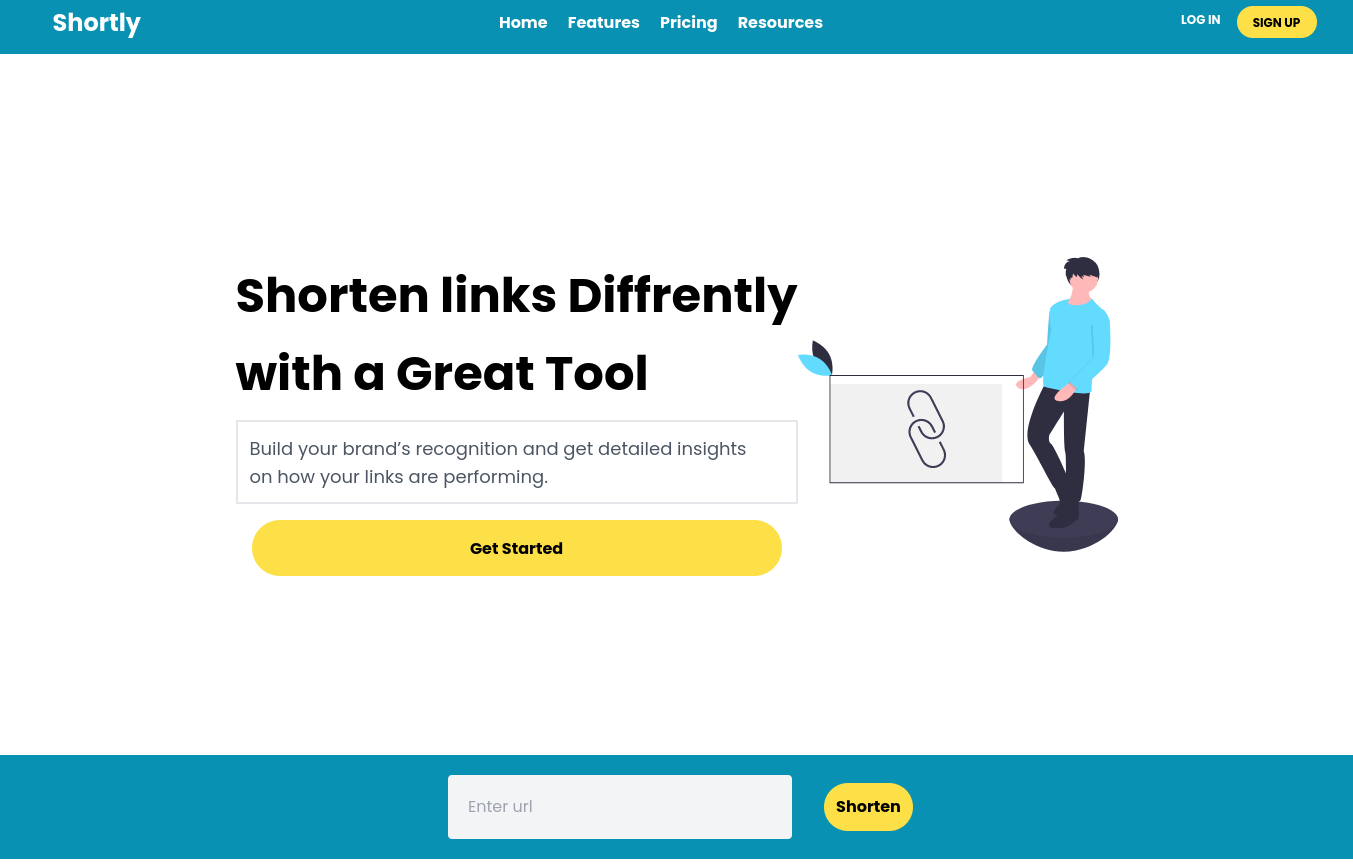 Shortly
Home Features Pricing Resources
LOG IN
SIGN UP
Shorten links Diffrently
with a Great Tool
Build your brand’s recognition and get detailed insights
on how your links are performing.
Get Started
Enter url
Shorten